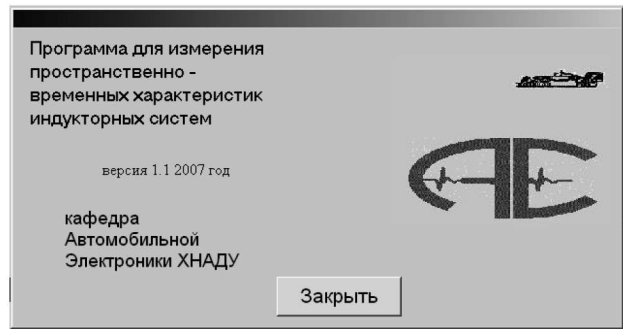 Программа для измерения
пространственно -
временных характеристик
индукторных систем
версия 1.1 2007 год
кафедра
Автомобильной
Электроники ХНАДУ
Закрыть